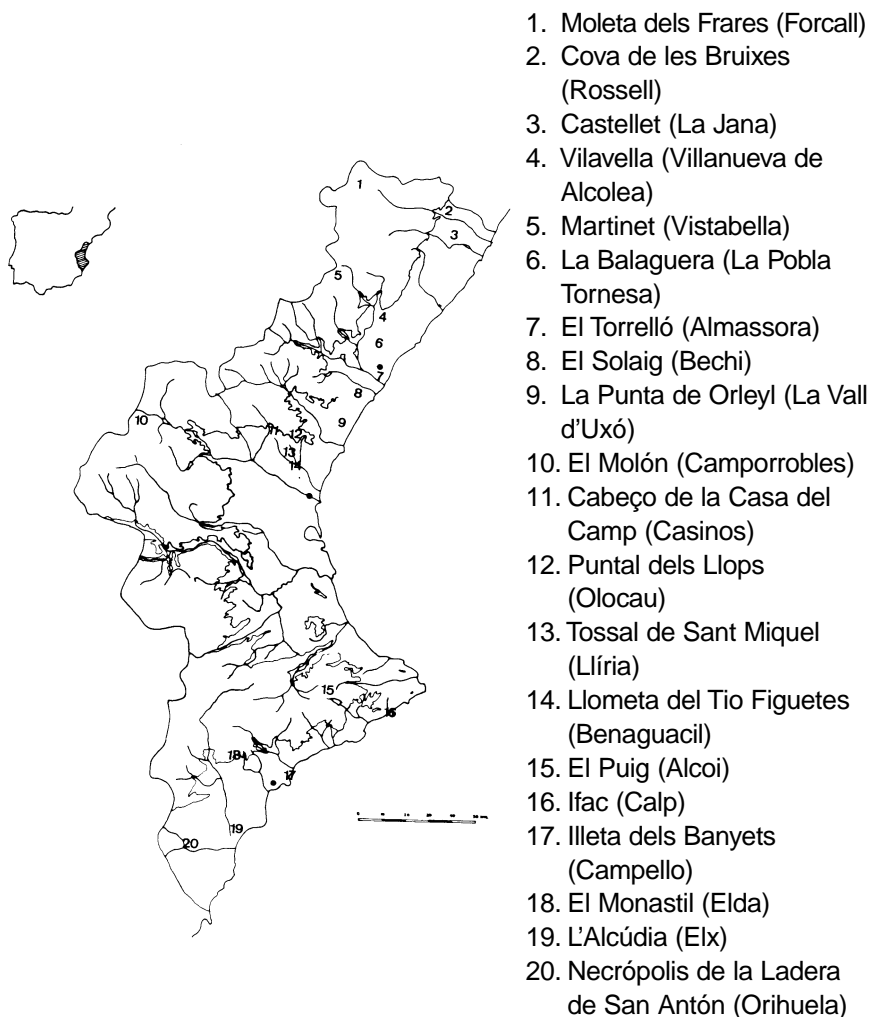 1. Moleta dels Frares (Forcall)
2. Cova de les Bruixes
(Rossell)
3. Castellet (La Jana)
4. Vilavella (Villanueva de
Alcolea)
5. Martinet (Vistabella)
6. La Balaguera (La Pobla
Tornesa)
7. El Torrelló (Almassora)
8. El Solaig (Bechi)
9. La Punta de Orleyl (La Vall
d'Uxó)
10. El Molón (Camporrobles)
11. Cabeço de la Casa del
Camp (Casinos)
12. Puntal dels Llops
(Olocau)
13. Tossal de Sant Miquel
(Llíria)
14. Llometa del Tio Figuetes
(Benaguacil)
15. El Puig (Alcoi)
16. Ifac (Calp)
17. Illeta dels Banyets
(Campello)
18. El Monastil (Elda)
19. L'Alcúdia (Elx)
20. Necrópolis de la Ladera
de San Antón (Orihuela)
1
2
3
5
4
6
7
8
9
10
11
12
13
14
15
16
18
17
19
20